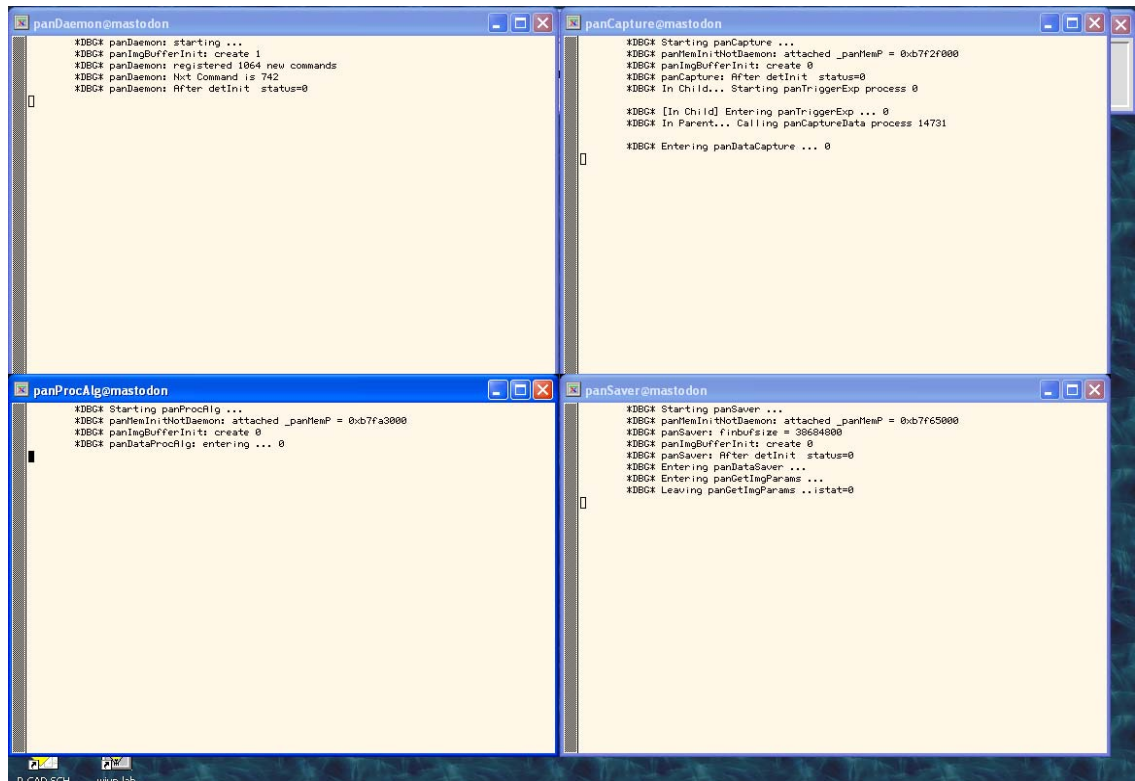 panDaemon@mastodon
*DBG* panDaemon: starting ...
*DBG* panImgBufferInit: create 1
*DBG* panDaemon: registered 1064 new commands
*DBG* panDaemon: Nxt Command is 742
*DBG* panDaemon: After detInit status=0
panCapture@mastodon
*DBG* Starting panCapture ...
*DBG* panMemInitNotDaemon: attached _panMemP = 0xb7f2f000
*DBG* panImgBufferInit: create 0
*DBG* panCapture: After detInit status=0
*DBG* In Child... Starting panTriggerExp process 0
*DBG* [In Child] Entering panTriggerExp ... 0
*DBG* In Parent... Calling panCaptureData process 14731
*DBG* Entering panDataCapture ... 0
panProcAlg@mastodon
*DBG* Starting panProcAlg ...
*DBG* panMemInitNotDaemon: attached _panMemP = 0xb7fa3000
*DBG* panImgBufferInit: create 0
*DBG* panDataProcAlg: entering ... 0
panSaver@mastodon
*DBG* Starting panSaver ...
*DBG* panMemInitNotDaemon: attached _panMemP = 0xb7f65000
*DBG* panSaver: finbufsize = 38684800
*DBG* panImgBufferInit: create 0
*DBG* panSaver: After detInit status=0
*DBG* Entering panDataSaver ...
*DBG* Entering panGetImgParams ...
*DBG* Leaving panGetImgParams ..istat=0